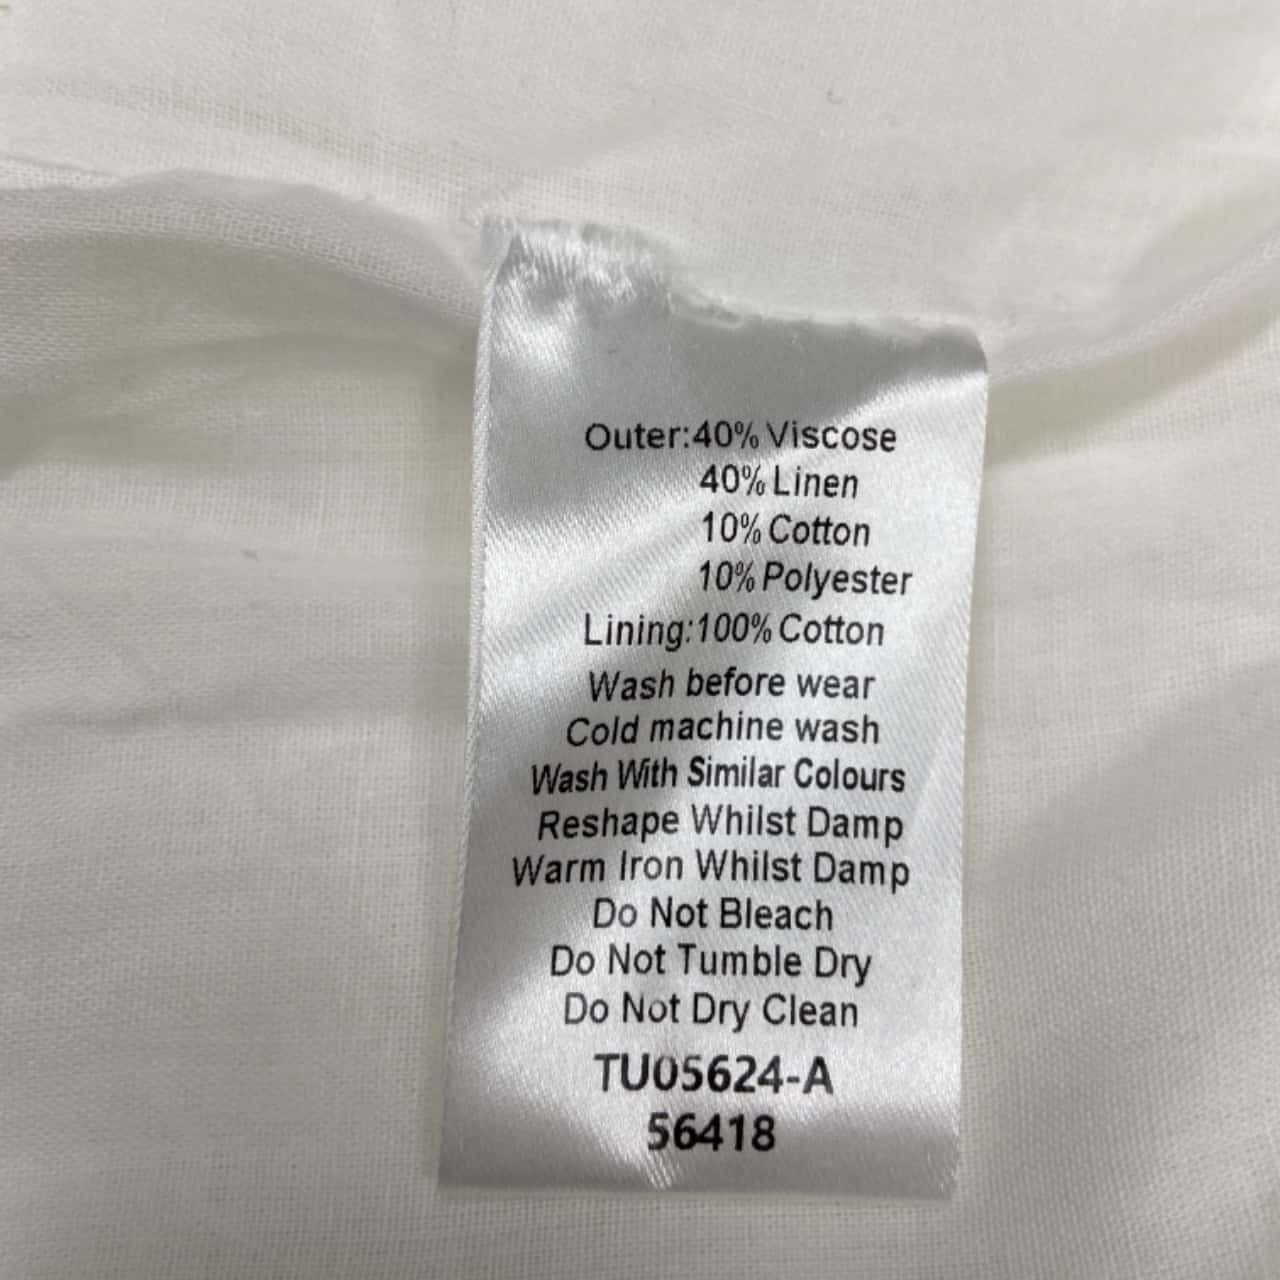 Outer:40% Viscose
40% Linen
10% Cotton
10% Polyester
Lining:100% Cotton
Wash before wear
Cold machine wash
Wash With Similar Colours
Reshape Whilst Damp
Warm Iron Whilst Damp
Do Not Bleach
Do Not Tumble Dry
Do Not Dry Clean
TU05624-A
56418